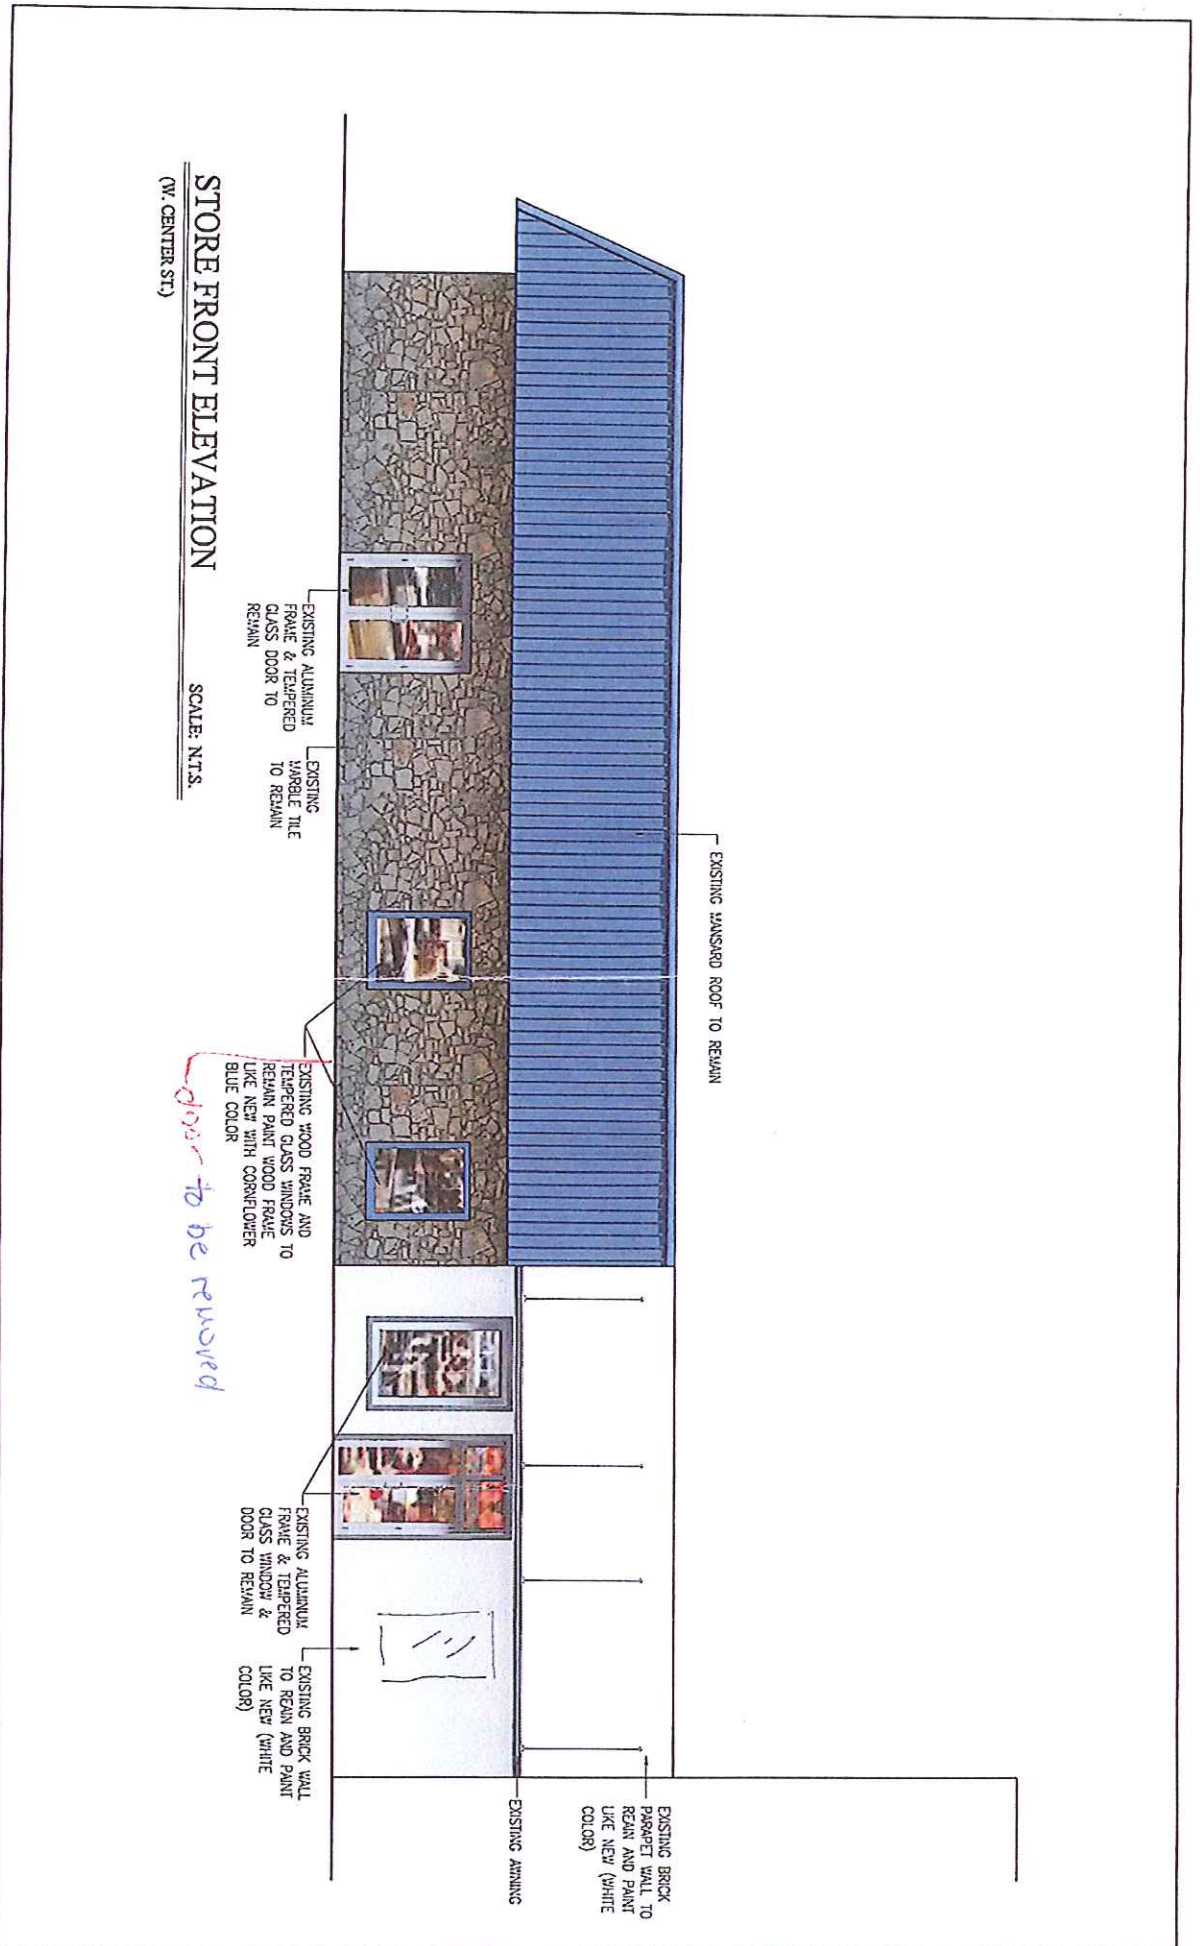 EXISTING MANSARD ROOF TO REMAIN
EXISTING BRICK
PARAPET WALL TO
REAIN AND PAINT
LIKE NEW (WHITE
COLOR)
EXISTING AWNING
EXISTING ALUMINUM
FRAME & TEMPERED
GLASS DOOR TO
REMAIN
EXISTING
MARBLE TILE
TO REMAIN
EXISTING WOOD FRAME AND
TEMPERED GLASS WINDOWS TO
REMAIN PAINT WOOD FRAME
LIKE NEW WITH CORNFLOWER
BLUE COLOR
EXISTING ALUMINUM
FRAME & TEMPERED
GLASS WINDOW &
DOOR TO REMAIN
EXISTING BRICK WALL
TO REAIN AND PAINT
LIKE NEW (WHITE
COLOR)
door to be removed
STORE FRONT ELEVATION
SCALE: N.T.S.
(W. CENTER ST.)